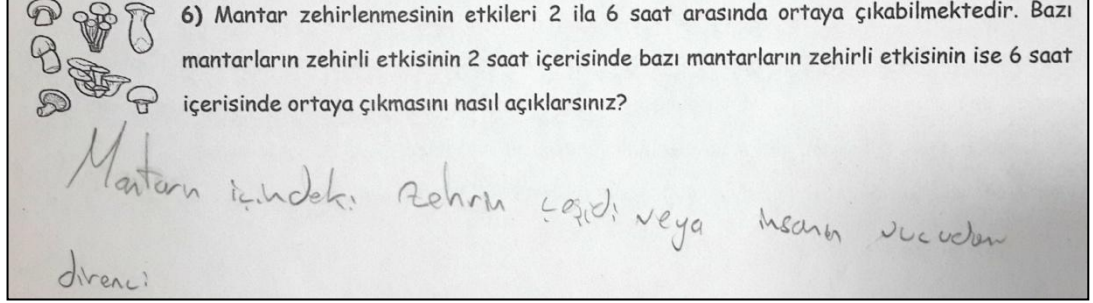 6) Mantar zehirlenmesinin etkileri 2 ila 6 saat arasında ortaya çıkabilmektedir. Bazı
mantarların zehirli etkisinin 2 saat içerisinde bazı mantarların zehirli etkisinin ise 6 saat
içerisinde ortaya çıkmasını nasıl açıklarsınız?
Mantarın içindeki zehrin çeşidi veya insanın vucudan
direnci